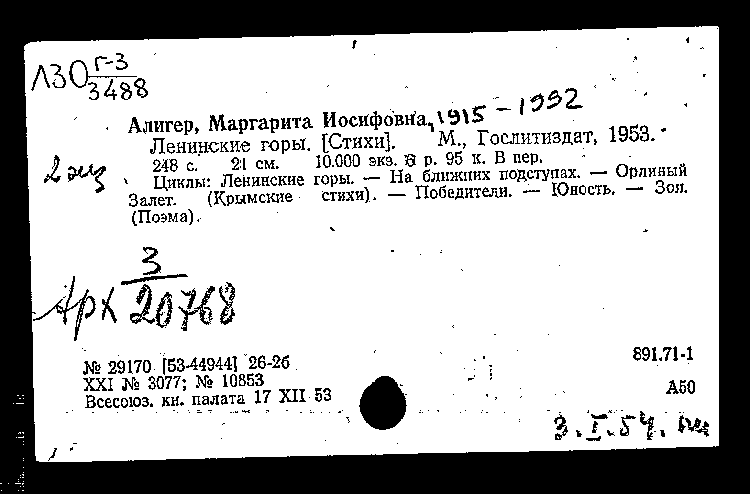 Л30 Г-3
3488
Алигер, Маргарита Иосифовна, 1915 - 1992
Ленинские горы. [Стихи]. М., Гослитиздат, 1953.
248 с. 21 см. 10.000 экз. 3 р. 95 к. В пер.
2 экз
Циклы: Ленинские горы. — На ближних подступах. — Орлиный
Залет. (Крымские стихи). — Победители. — Юность. — Зоя.
(Поэма).
Арх 3
20768
№ 29170 [53-44944] 26-26
891.71-1
XXI № 3077; № 10853
А50
Всесоюз. кн. палата 17 XII 53
3.I.54.